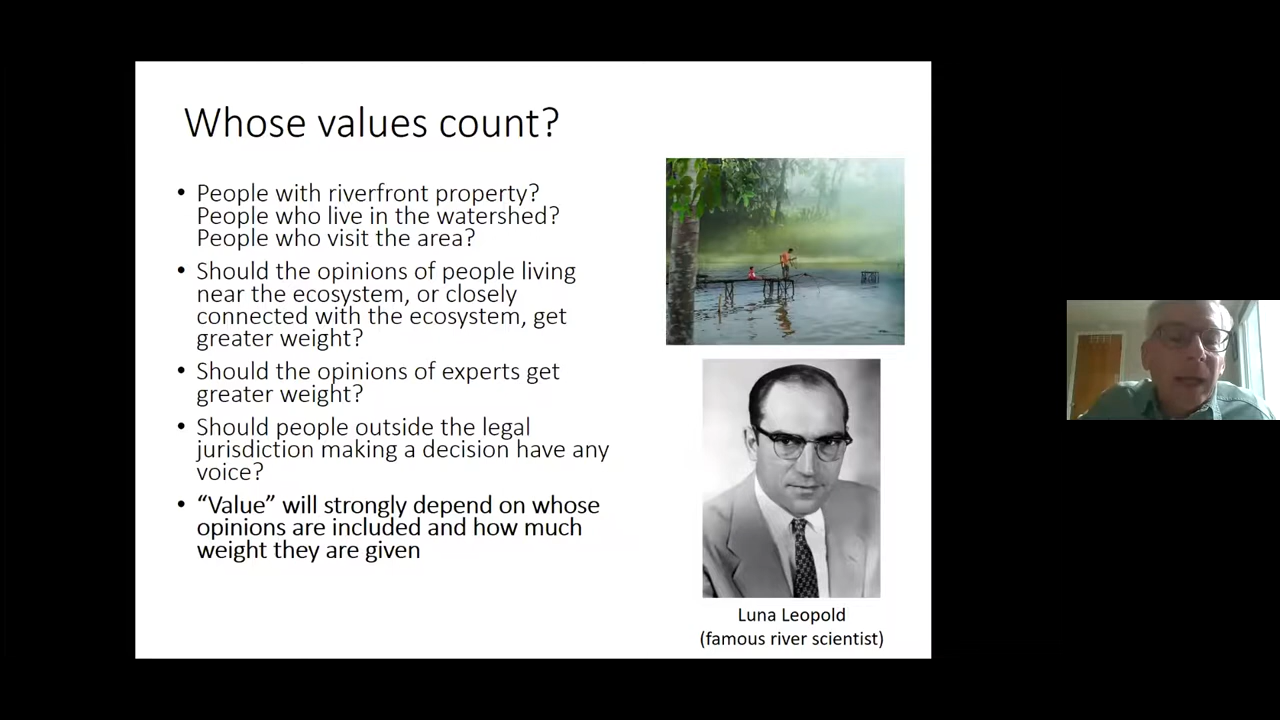 Whose values count?
• People with riverfront property?
People who live in the watershed?
People who visit the area?
• Should the opinions of people living
near the ecosystem, or closely
connected with the ecosystem, get
greater weight?
• Should the opinions of experts get
greater weight?
• Should people outside the legal
jurisdiction making a decision have any
voice?
• “Value” will strongly depend on whose
opinions are included and how much
weight they are given
Luna Leopold
(famous river scientist)